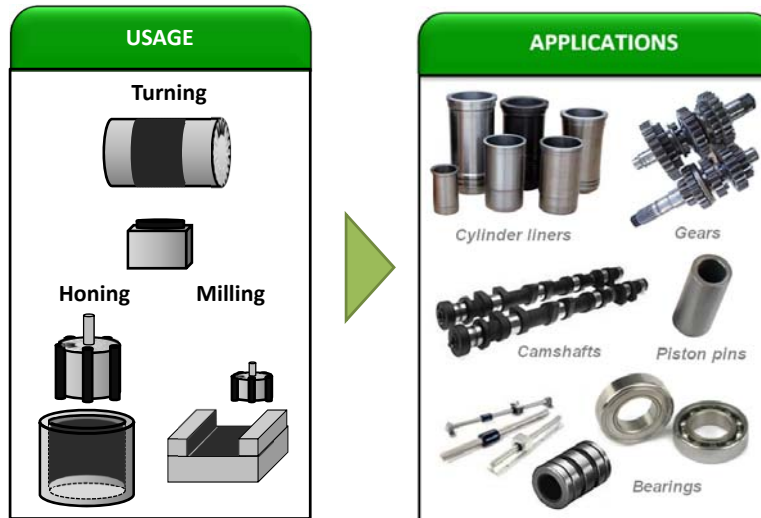 USAGE
Turning
Honing
Milling
APPLICATIONS
Cylinder liners
Gears
Camshafts
Piston pins
Bearings